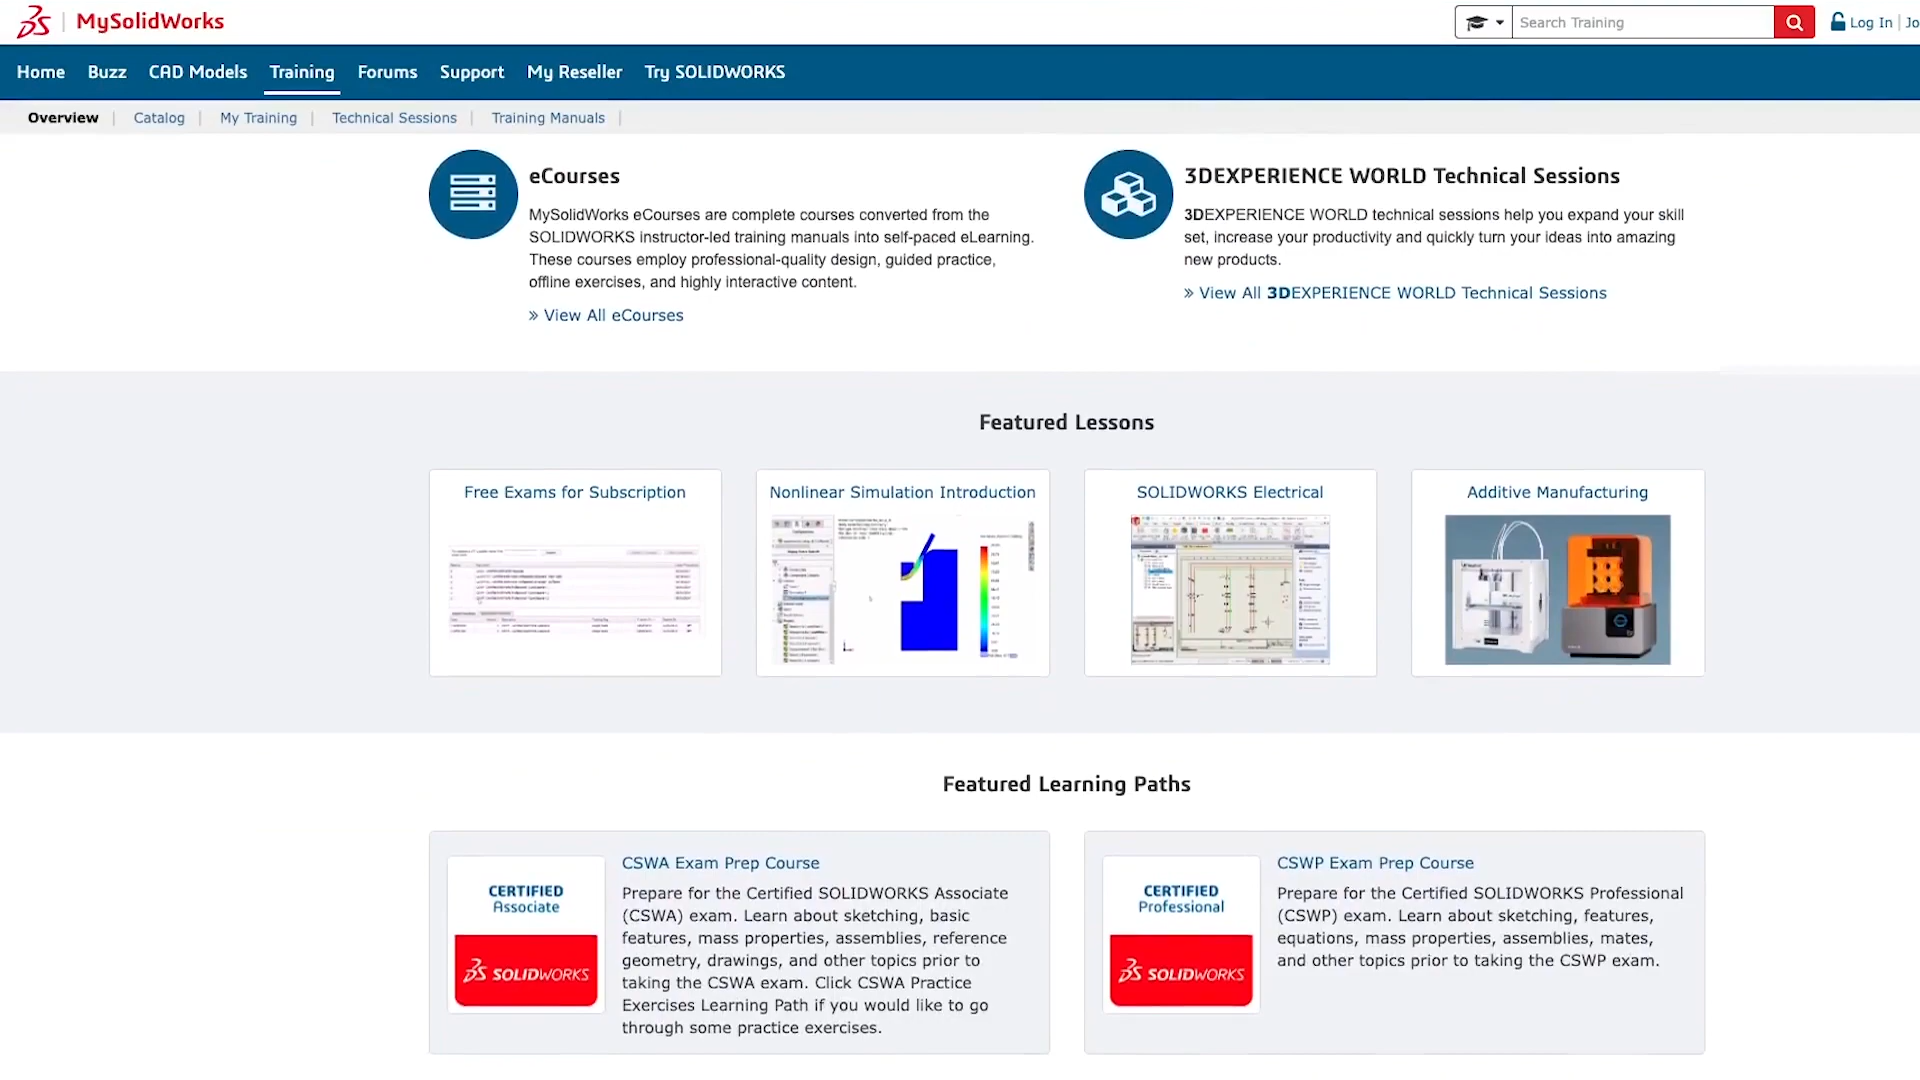 MySolidWorks
Search Training
Log In
Jo
Home Buzz CAD Models Training Forums Support My Reseller Try SOLIDWORKS
Overview Catalog My Training Technical Sessions Training Manuals
eCourses
MySolidWorks eCourses are complete courses converted from the
SOLIDWORKS instructor-led training manuals into self-paced eLearning.
These courses employ professional-quality design, guided practice,
offline exercises, and highly interactive content.
» View All eCourses
3DEXPERIENCE WORLD Technical Sessions
3DEXPERIENCE WORLD technical sessions help you expand your skill
set, increase your productivity and quickly turn your ideas into amazing
new products.
» View All 3DEXPERIENCE WORLD Technical Sessions
Featured Lessons
Free Exams for Subscription
Nonlinear Simulation Introduction
SOLIDWORKS Electrical
Additive Manufacturing
Featured Learning Paths
CERTIFIED
Associate
SOLIDWORKS
CSWA Exam Prep Course
Prepare for the Certified SOLIDWORKS Associate
(CSWA) exam. Learn about sketching, basic
features, mass properties, assemblies, reference
geometry, drawings, and other topics prior to
taking the CSWA exam. Click CSWA Practice
Exercises Learning Path if you would like to go
through some practice exercises.
CERTIFIED
Professional
SOLIDWORKS
CSWP Exam Prep Course
Prepare for the Certified SOLIDWORKS Professional
(CSWP) exam. Learn about sketching, features,
equations, mass properties, assemblies, mates,
and other topics prior to taking the CSWP exam.